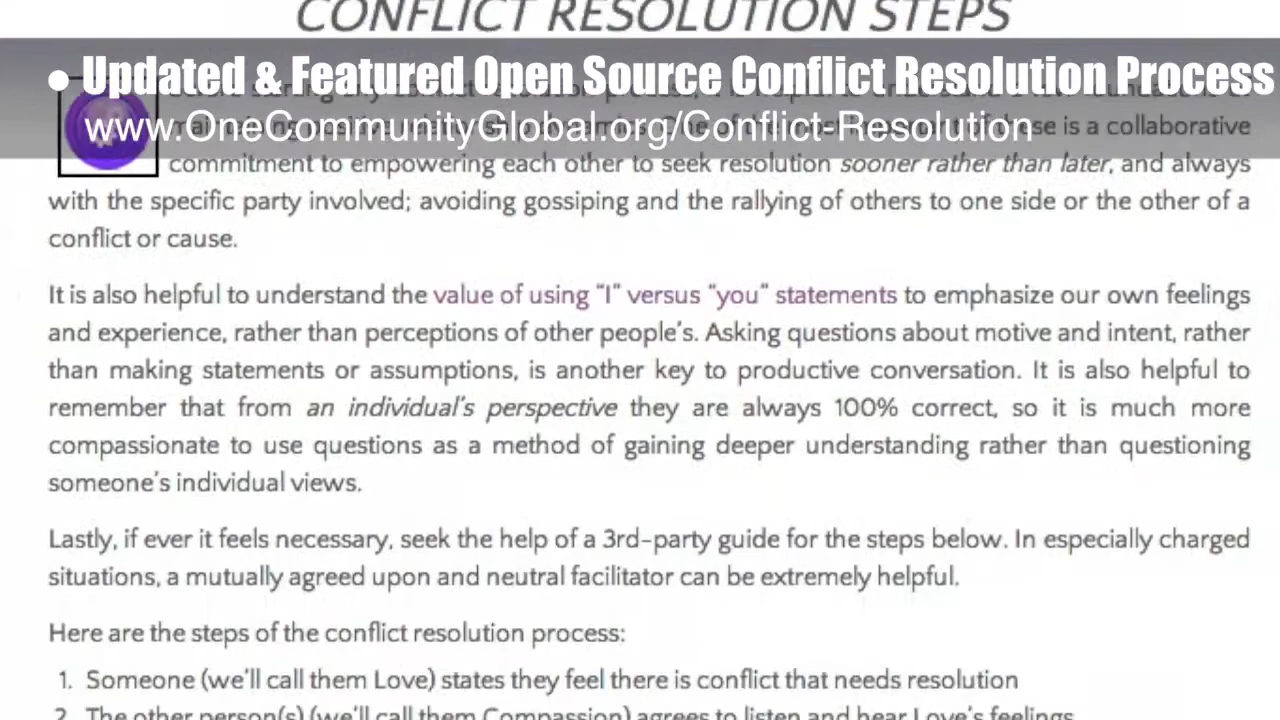 CONFLICT RESOLUTION STEPS
• Updated & Featured Open Source Conflict Resolution Process
www.OneCommunityGlobal.org/Conflict-Resolution
is a collaborative
commitment to empowering each other to seek resolution sooner rather than later, and always
with the specific party involved; avoiding gossiping and the rallying of others to one side or the other of a
conflict or cause.
It is also helpful to understand the value of using "I" versus "you" statements to emphasize our own feelings
and experience, rather than perceptions of other people's. Asking questions about motive and intent, rather
than making statements or assumptions, is another key to productive conversation. It is also helpful to
remember that from an individual's perspective they are always 100% correct, so it is much more
compassionate to use questions as a method of gaining deeper understanding rather than questioning
someone's individual views.
Lastly, if ever it feels necessary, seek the help of a 3rd-party guide for the steps below. In especially charged
situations, a mutually agreed upon and neutral facilitator can be extremely helpful.
Here are the steps of the conflict resolution process:
1. Someone (we'll call them Love) states they feel there is conflict that needs resolution
2. The other person(s) (we'll call them Compassion) agrees to listen and hear Love's feelings